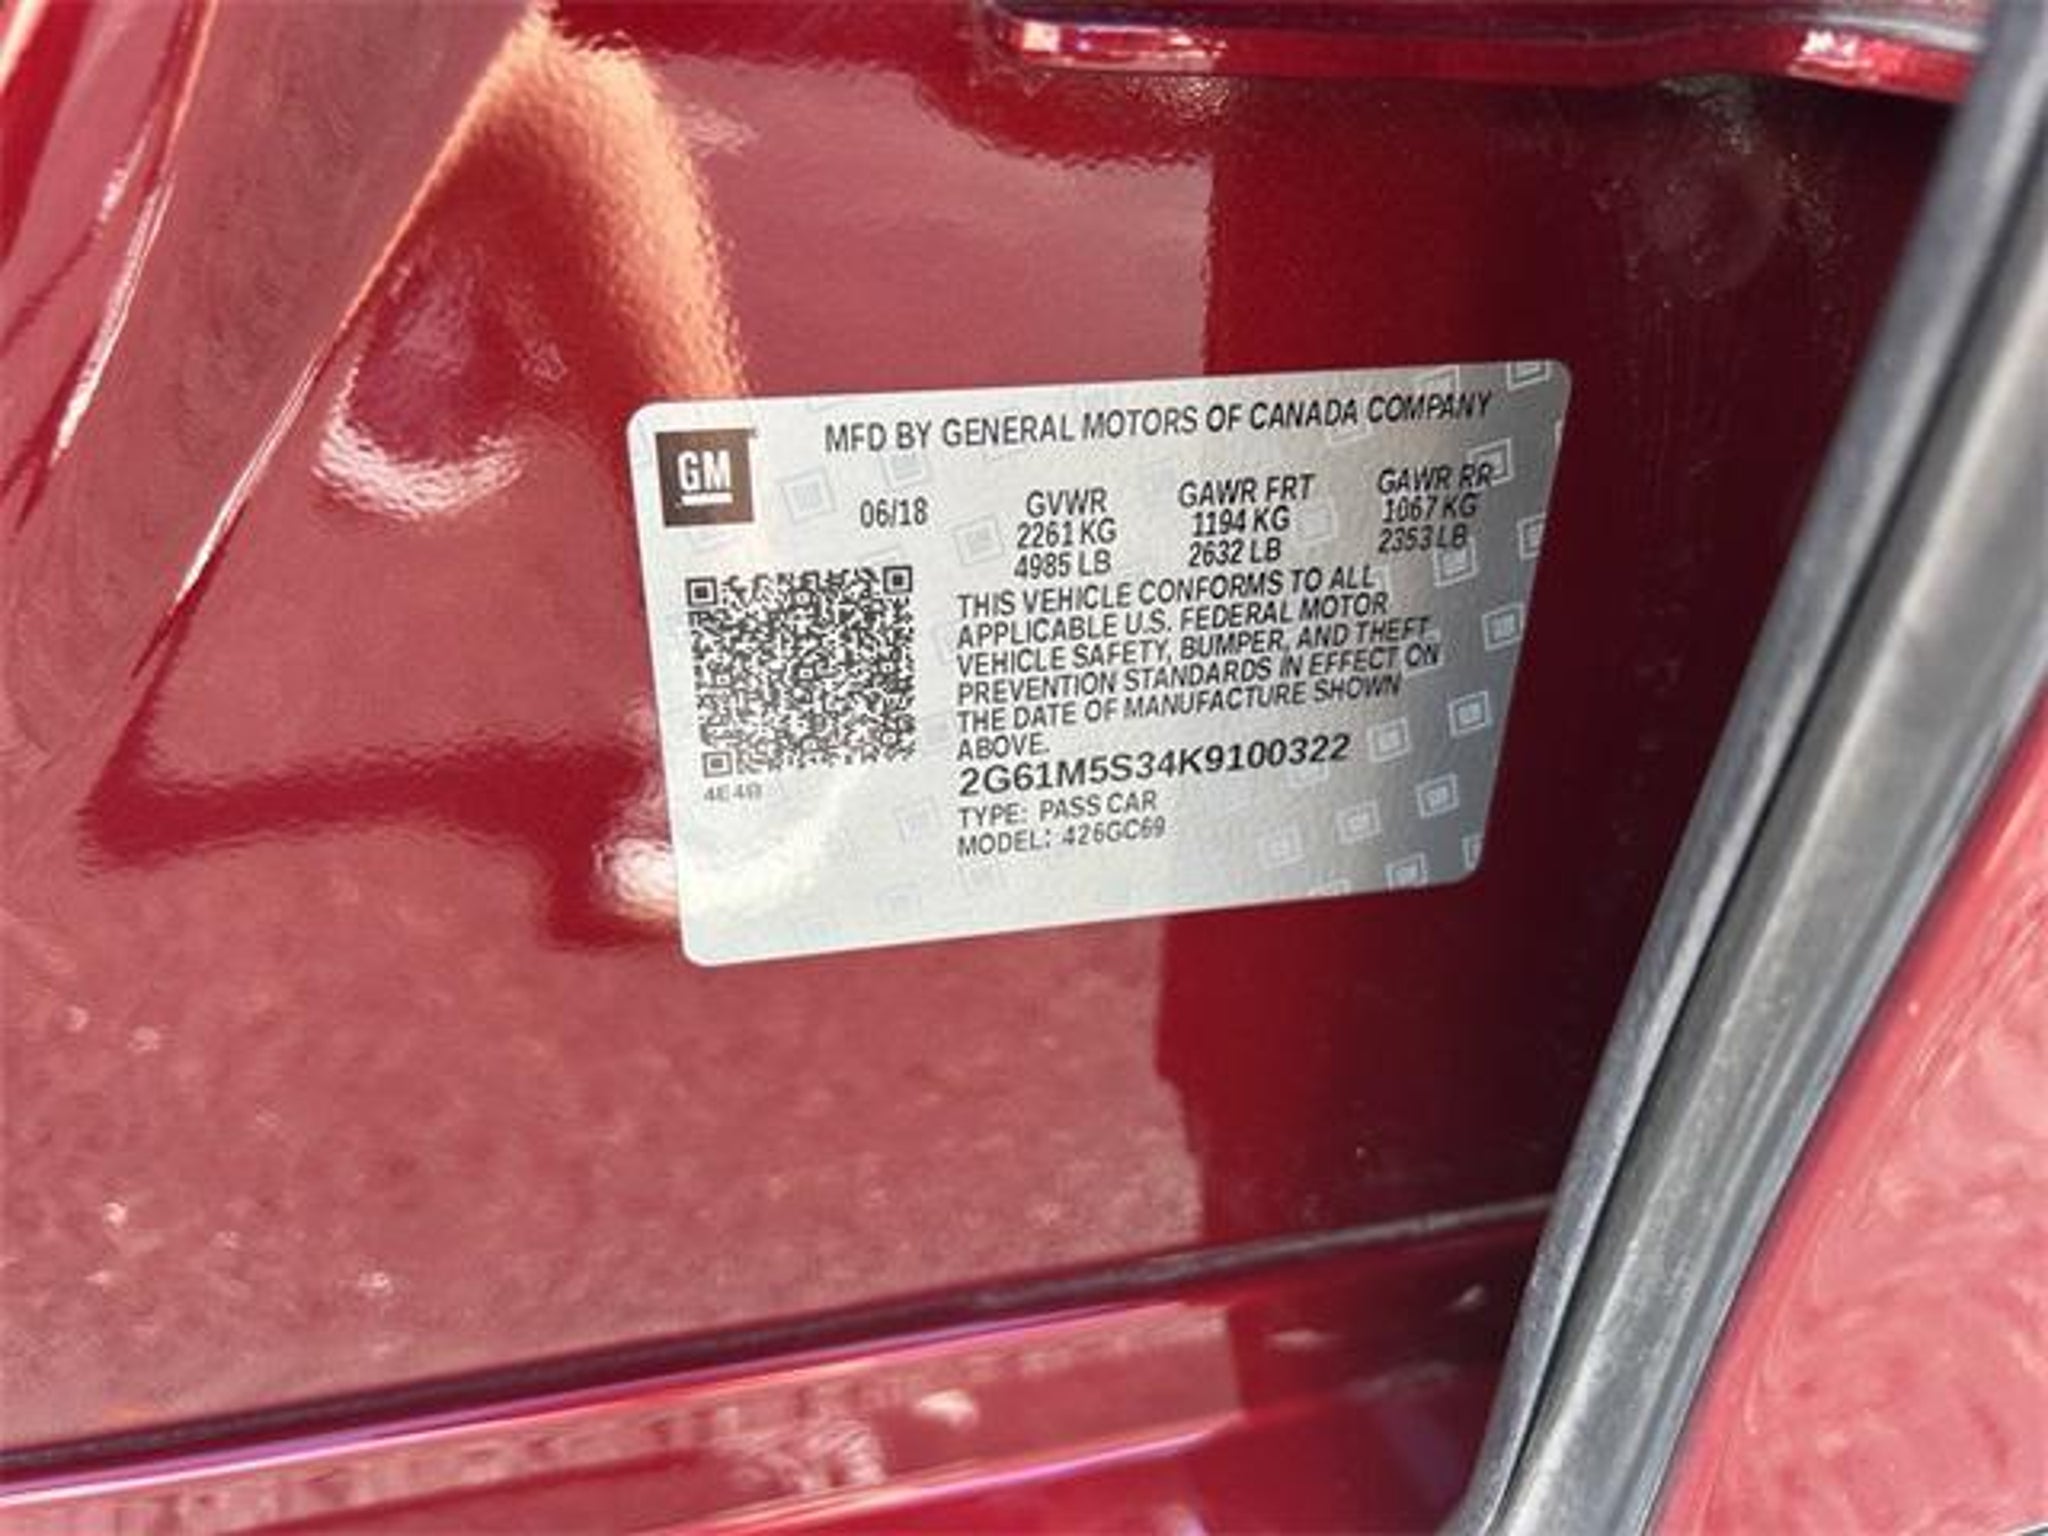 MFD BY GENERAL MOTORS OF CANADA COMPANY
GM
06/18
GVWR
2261 KG
4985 LB
GAWR FRT
1194 KG
2632 LB
GAWR RR
1067 KG
2353 LB
THIS VEHICLE CONFORMS TO ALL
APPLICABLE U.S. FEDERAL MOTOR
VEHICLE SAFETY, BUMPER, AND THEFT
PREVENTION STANDARDS IN EFFECT ON
THE DATE OF MANUFACTURE SHOWN
ABOVE.
2G61M5S34K9100322
TYPE: PASS CAR
MODEL: 426GC69